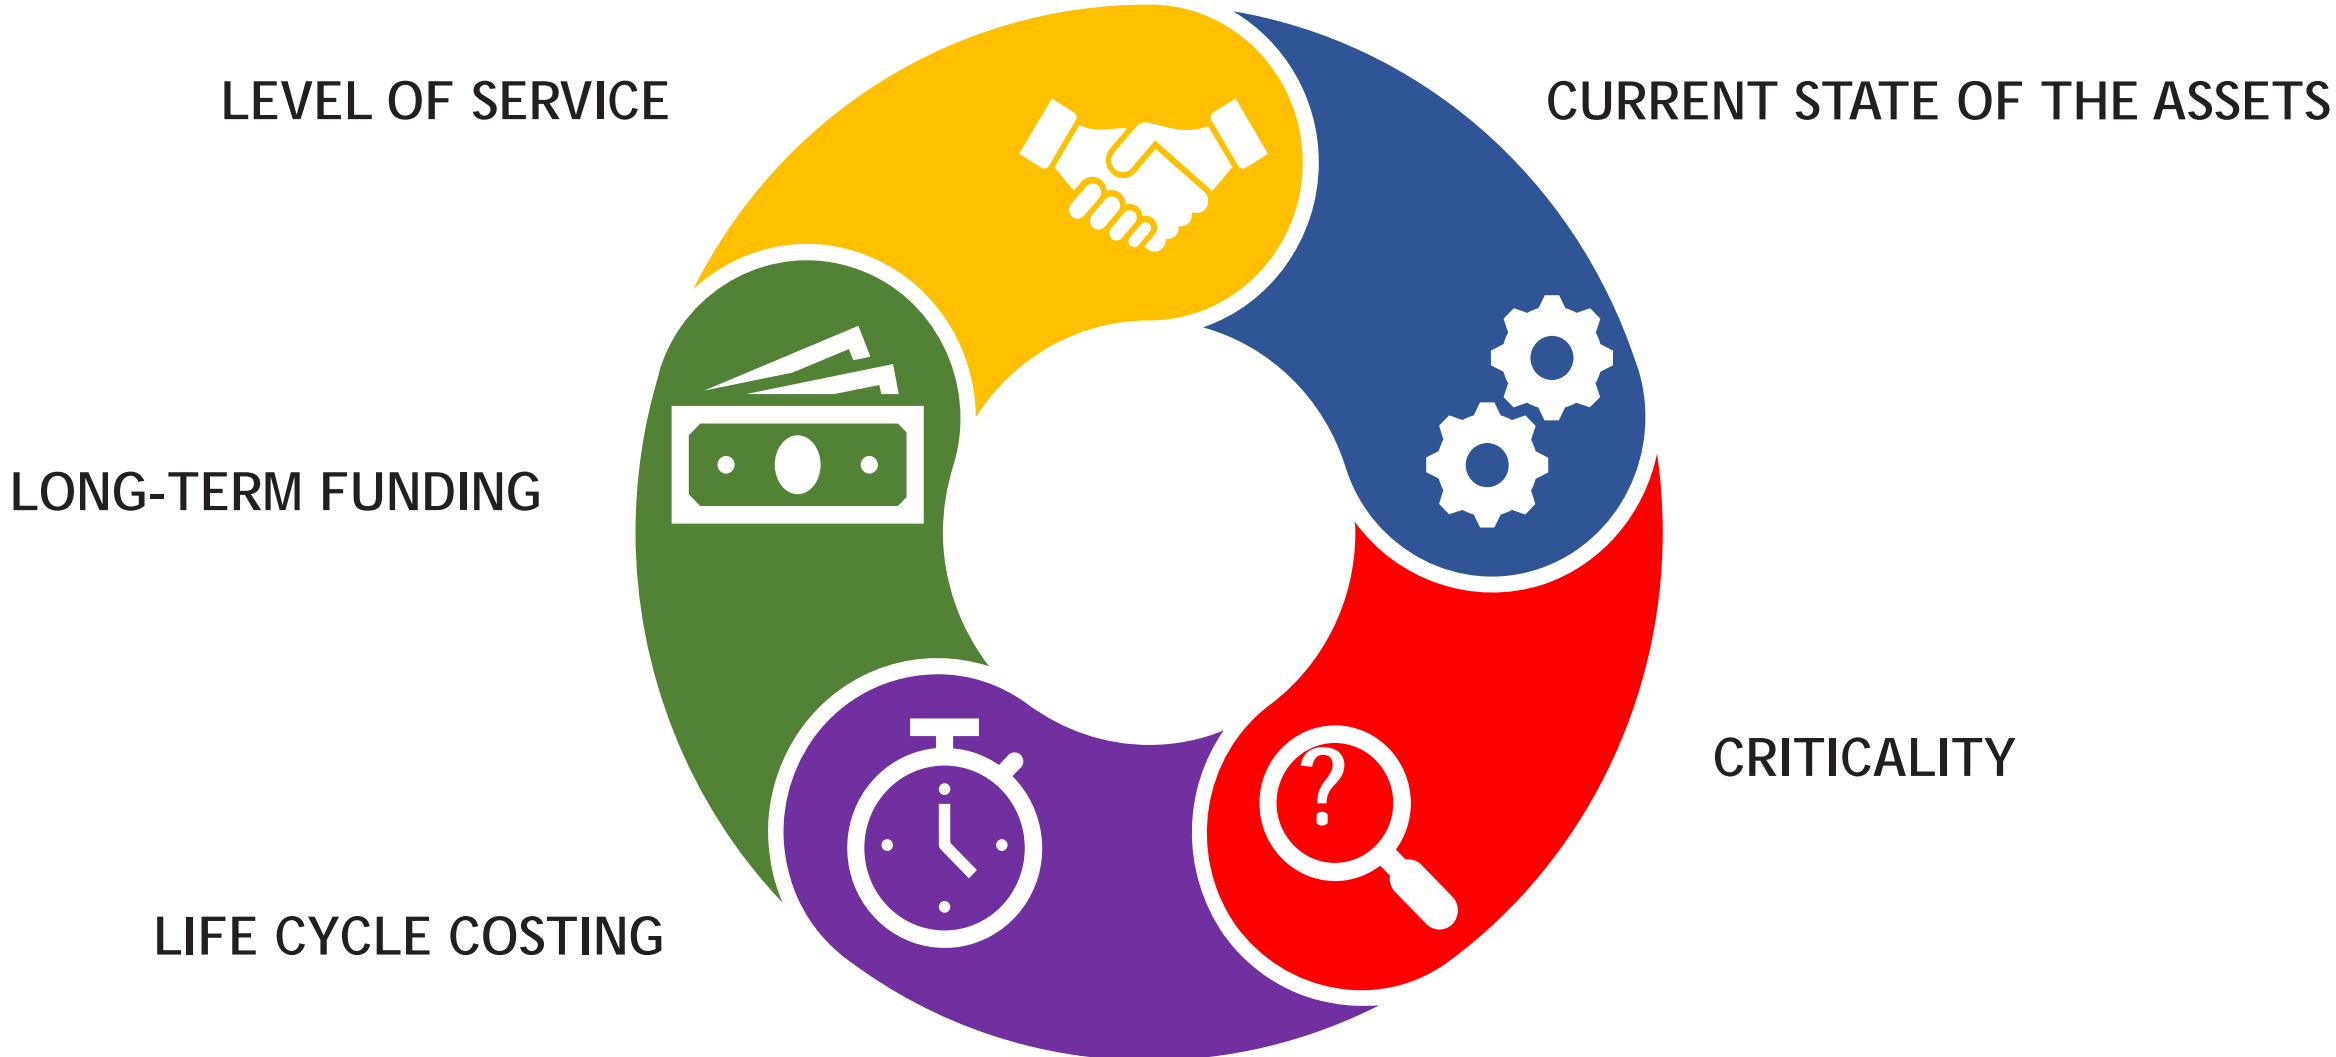 LEVEL OF SERVICE
CURRENT STATE OF THE ASSETS
LONG-TERM FUNDING
?
CRITICALITY
LIFE CYCLE COSTING